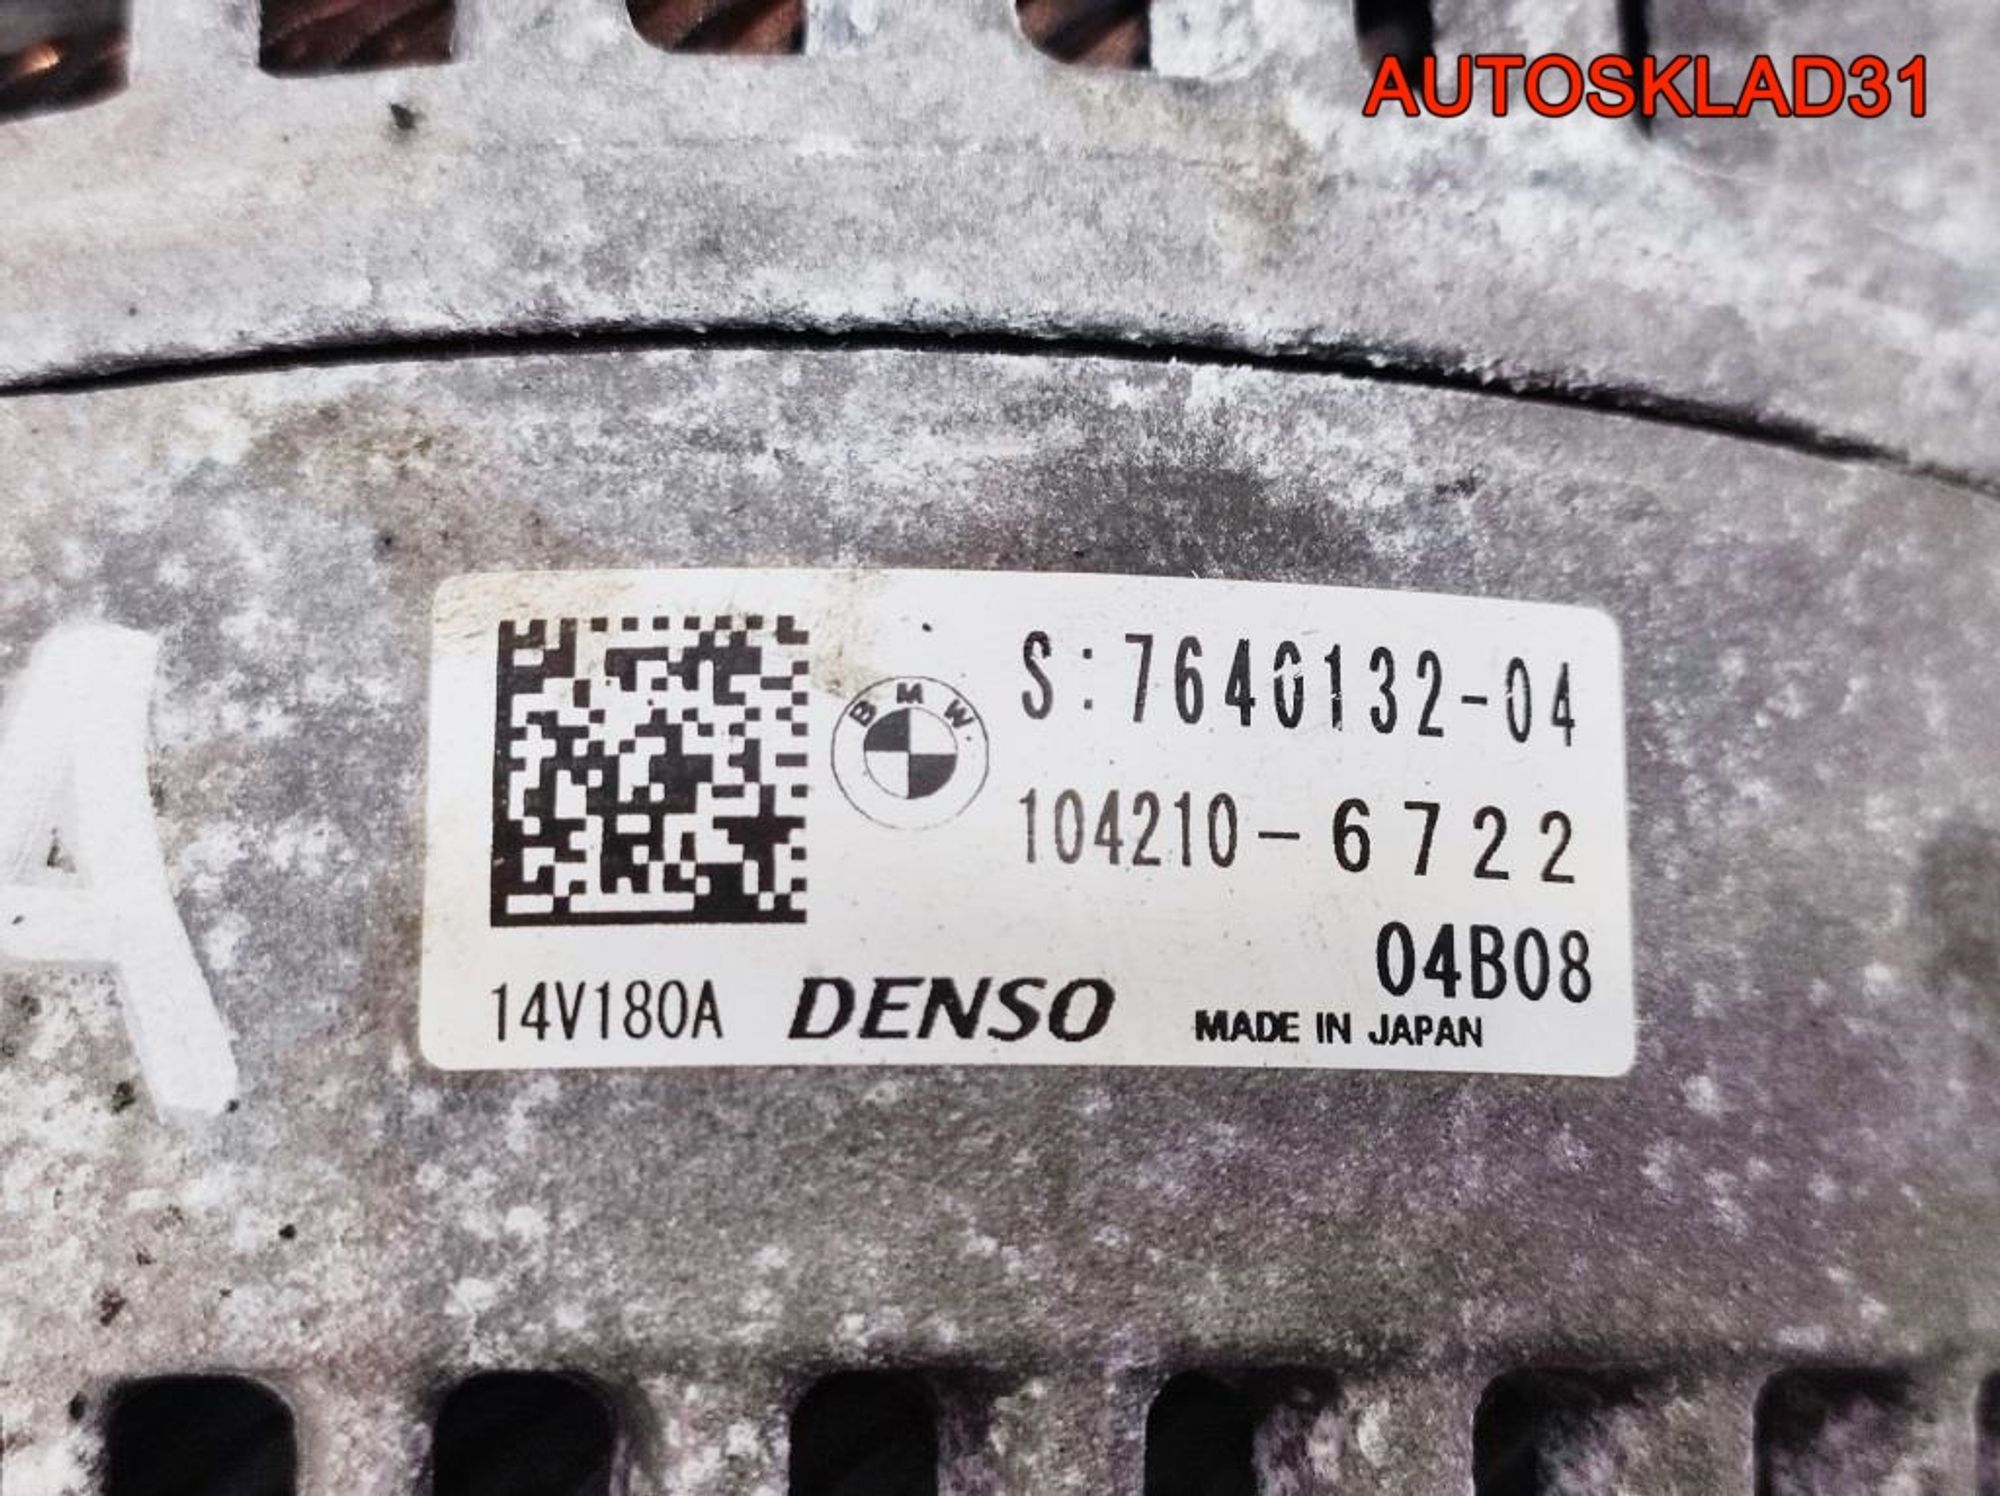 AUTOSKLAD31
A
BMW
S:7640132-04
104210-6722
04B08
14V180A DENSO MADE IN JAPAN